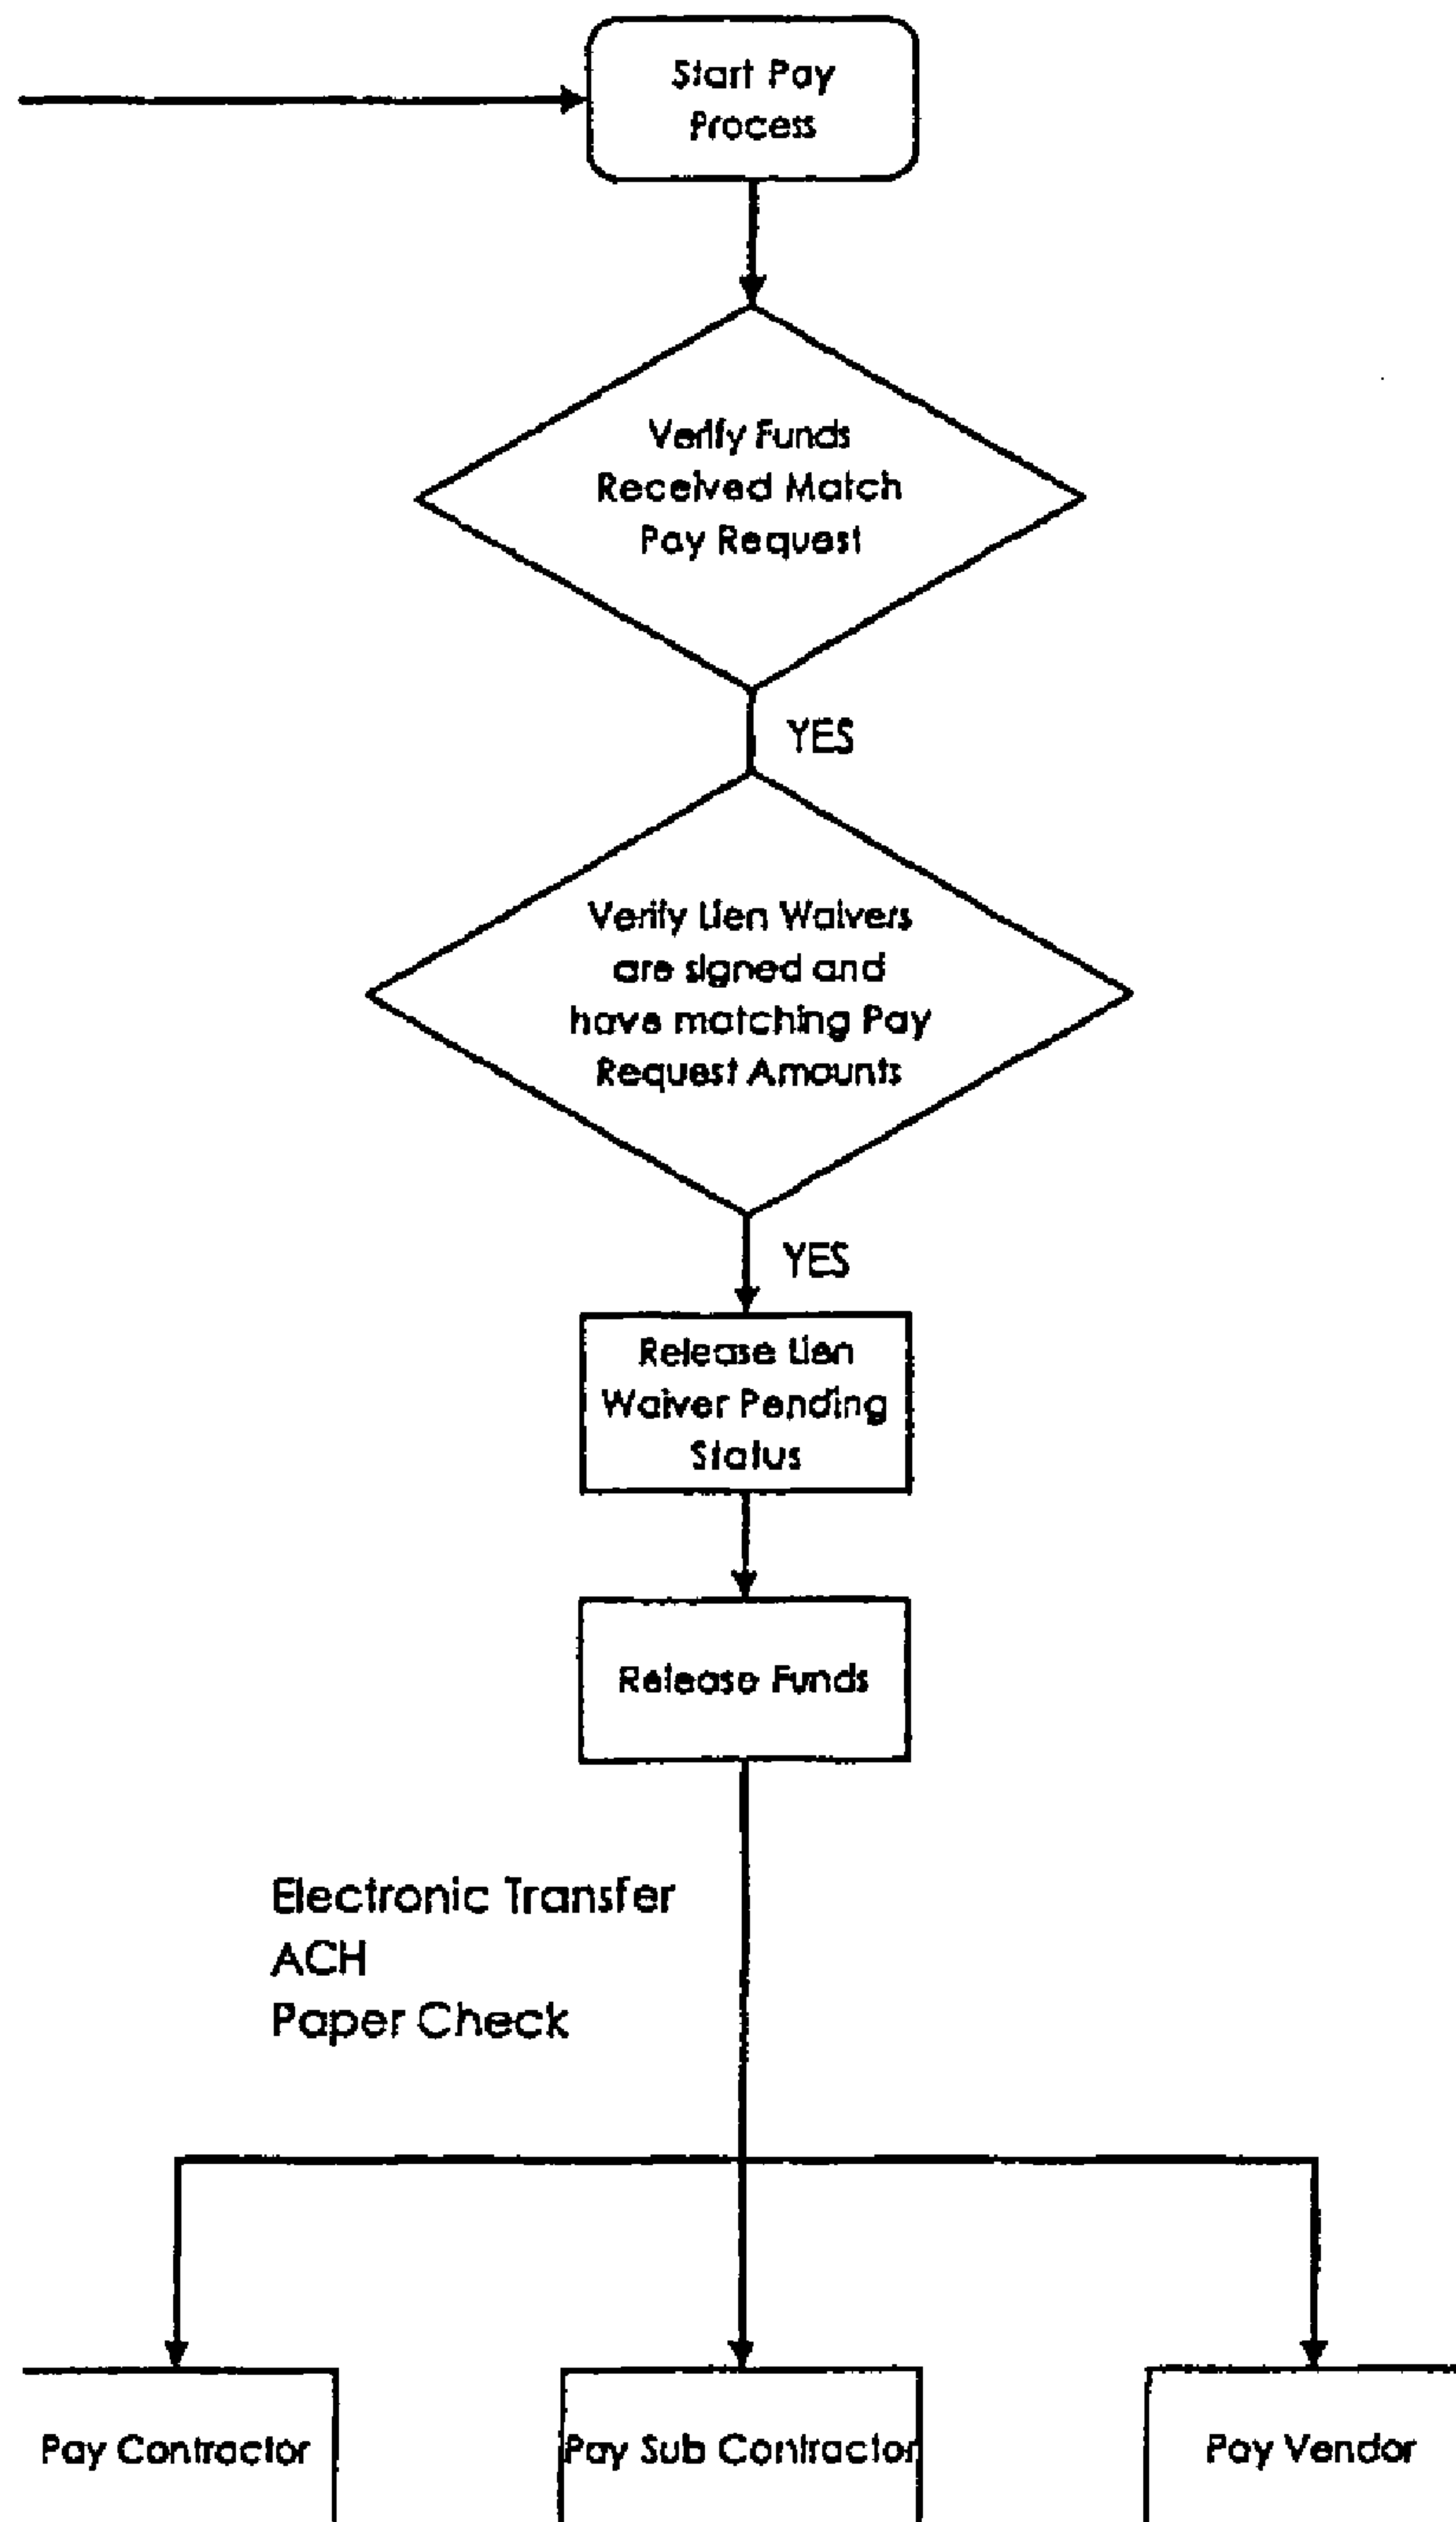 Start Pay
Process
Verify Funds
Received Match
Pay Request
YES
Verify Lien Waivers
are signed and
have matching Pay
Request Amounts
YES
Release Lien
Waiver Pending
Status
Release Funds
Electronic Transfer
ACH
Paper Check
Pay Contractor
Pay Sub Contractor
Pay Vendor